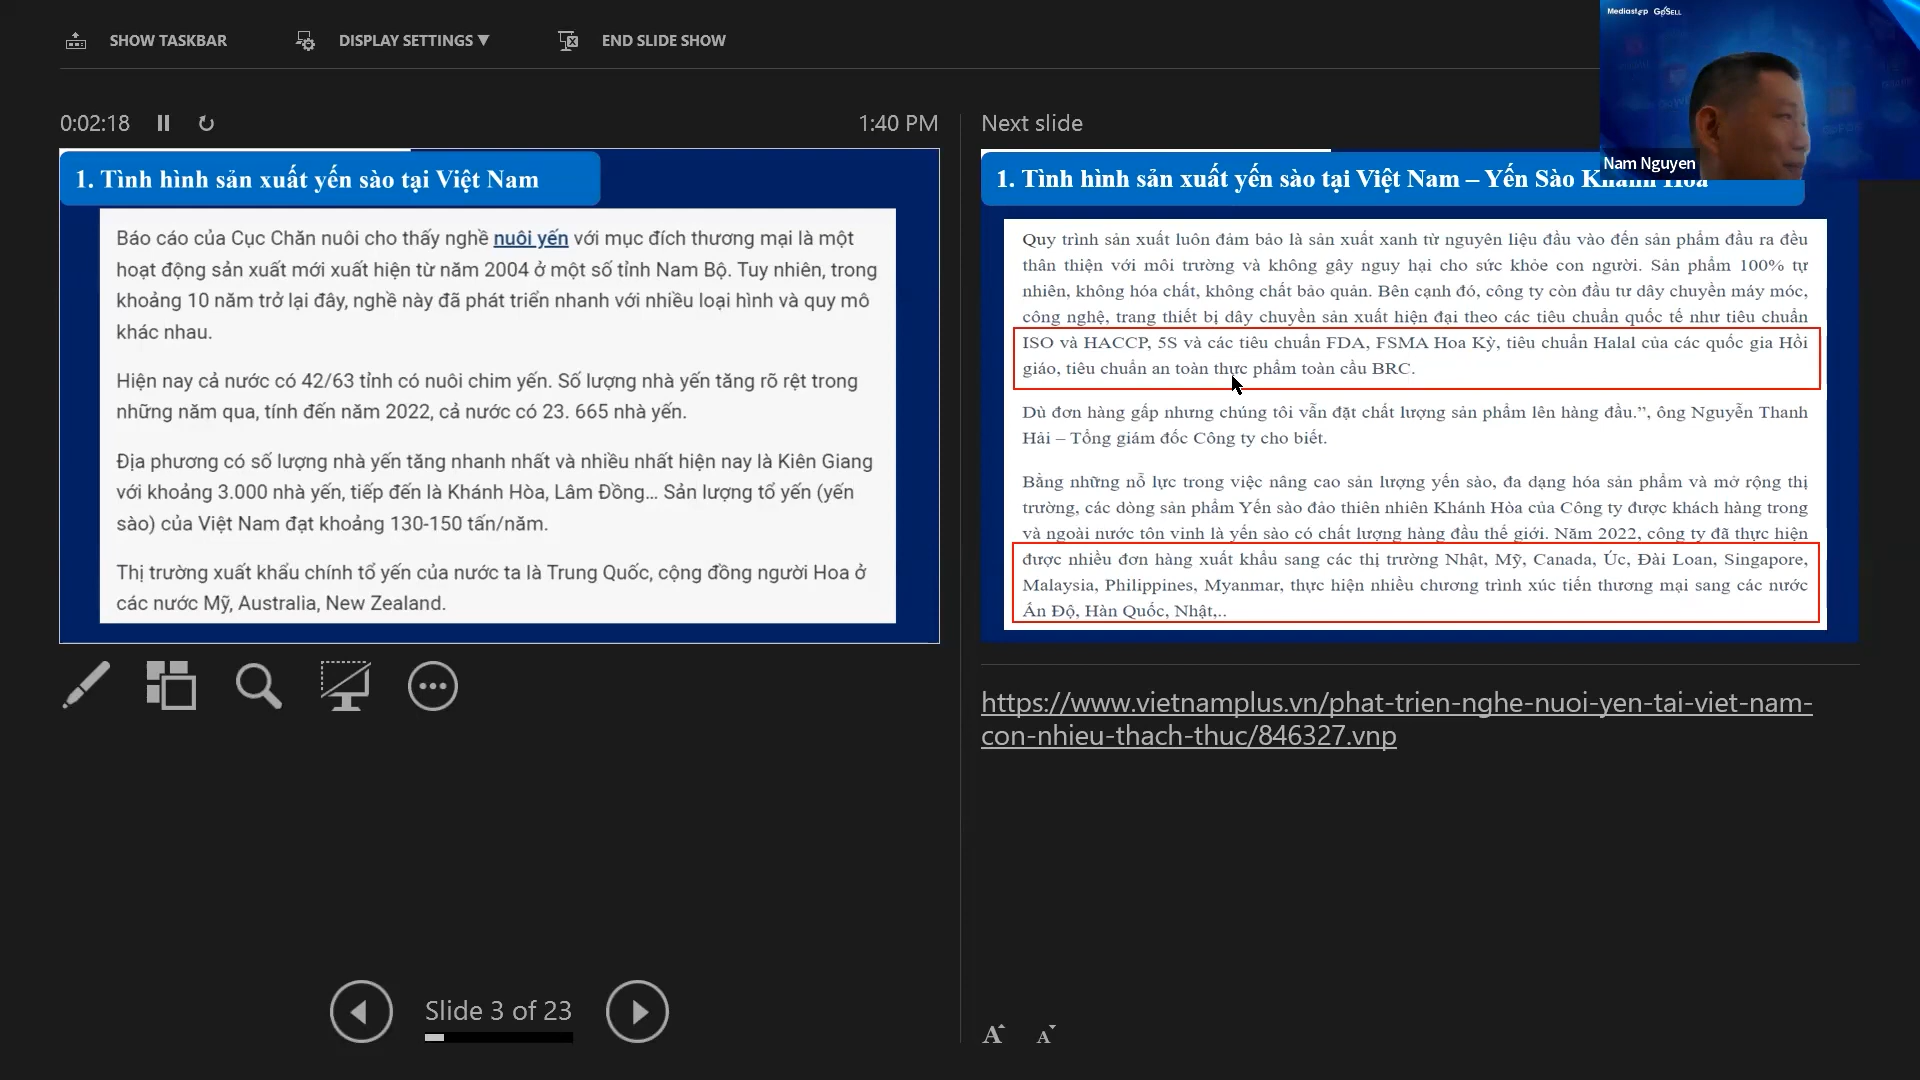 SHOW TASKBAR
DISPLAY SETTINGS ▼
END SLIDE SHOW
Mediastep GoSELL
Nam Nguyen
0:02:18
1:40 PM
Next slide
1. Tình hình sản xuất yến sào tại Việt Nam
Báo cáo của Cục Chăn nuôi cho thấy nghề nuôi yến với mục đích thương mại là một
hoạt động sản xuất mới xuất hiện từ năm 2004 ở một số tỉnh Nam Bộ. Tuy nhiên, trong
khoảng 10 năm trở lại đây, nghề này đã phát triển nhanh với nhiều loại hình và quy mô
khác nhau.
Hiện nay cả nước có 42/63 tỉnh có nuôi chim yến. Số lượng nhà yến tăng rõ rệt trong
những năm qua, tính đến năm 2022, cả nước có 23. 665 nhà yến.
Địa phương có số lượng nhà yến tăng nhanh nhất và nhiều nhất hiện nay là Kiên Giang
với khoảng 3.000 nhà yến, tiếp đến là Khánh Hòa, Lâm Đồng... Sản lượng tổ yến (yến
sào) của Việt Nam đạt khoảng 130-150 tấn/năm.
Thị trường xuất khẩu chính tổ yến của nước ta là Trung Quốc, cộng đồng người Hoa ở
các nước Mỹ, Australia, New Zealand.
1. Tình hình sản xuất yến sào tại Việt Nam – Yến Sào Khánh Hòa
Quy trình sản xuất luôn đảm bảo là sản xuất xanh từ nguyên liệu đầu vào đến sản phẩm đầu ra đều
thân thiện với môi trường và không gây nguy hại cho sức khỏe con người. Sản phẩm 100% tự
nhiên, không hóa chất, không chất bảo quản. Bên cạnh đó, công ty còn đầu tư dây chuyền máy móc,
công nghệ, trang thiết bị dây chuyền sản xuất hiện đại theo các tiêu chuẩn quốc tế như tiêu chuẩn
ISO và HACCP, 5S và các tiêu chuẩn FDA, FSMA Hoa Kỳ, tiêu chuẩn Halal của các quốc gia Hồi
giáo, tiêu chuẩn an toàn thực phẩm toàn cầu BRC.
Dù đơn hàng gấp nhưng chúng tôi vẫn đặt chất lượng sản phẩm lên hàng đầu.”, ông Nguyễn Thanh
Hải – Tổng giám đốc Công ty cho biết.
Bằng những nỗ lực trong việc nâng cao sản lượng yến sào, đa dạng hóa sản phẩm và mở rộng thị
trường, các dòng sản phẩm Yến sào đảo thiên nhiên Khánh Hòa của Công ty được khách hàng trong
và ngoài nước tôn vinh là yến sào có chất lượng hàng đầu thế giới. Năm 2022, công ty đã thực hiện
được nhiều đơn hàng xuất khẩu sang các thị trường Nhật, Mỹ, Canada, Úc, Đài Loan, Singapore,
Malaysia, Philippines, Myanmar, thực hiện nhiều chương trình xúc tiến thương mại sang các nước
Ấn Độ, Hàn Quốc, Nhật,..
https://www.vietnamplus.vn/phat-trien-nghe-nuoi-yen-tai-viet-nam-
con-nhieu-thach-thuc/846327.vnp
Slide 3 of 23
A A